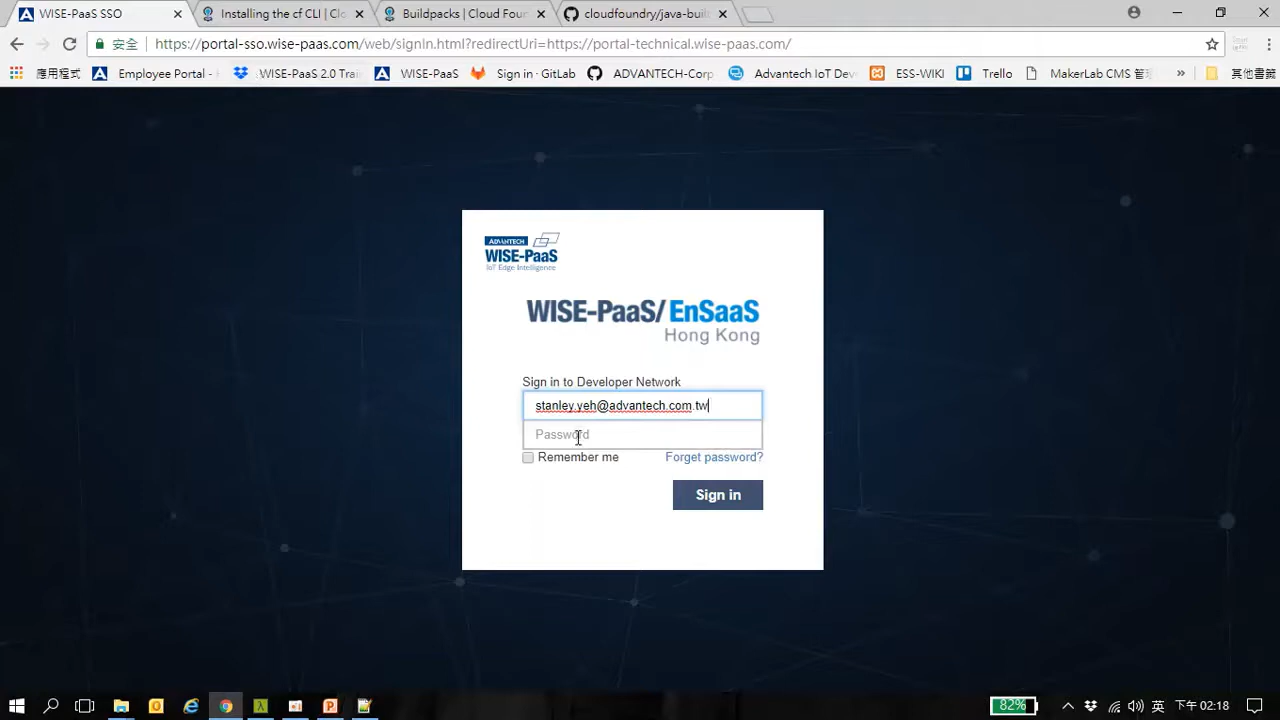 WISE-PaaS SSO
Installing the cf CLI | Clo
Buildpacks | Cloud Foun
cloudfoundry/java-buil
安全
https://portal-sso.wise-paas.com/web/signIn.html?redirectUri=https://portal-technical.wise-paas.com/
應用程式
Employee Portal -
WISE-PaaS 2.0 Trai
WISE-Pa
Sign in · GitLab
ADVANTECH-Corp
Advantech IoT Dev
ESS-WIKI
Trello
MakerLab CMS 管理
»
其他書籤
ADVANTECH
WISE-PaaS
IoT Edge Intelligence
WISE-PaaS/ EnSaaS
Hong Kong
Sign in to Developer Network
stanley.yeh@advantech.com.tw
Password
Remember me
Forget password?
Sign in
82%
英
下午 02:18